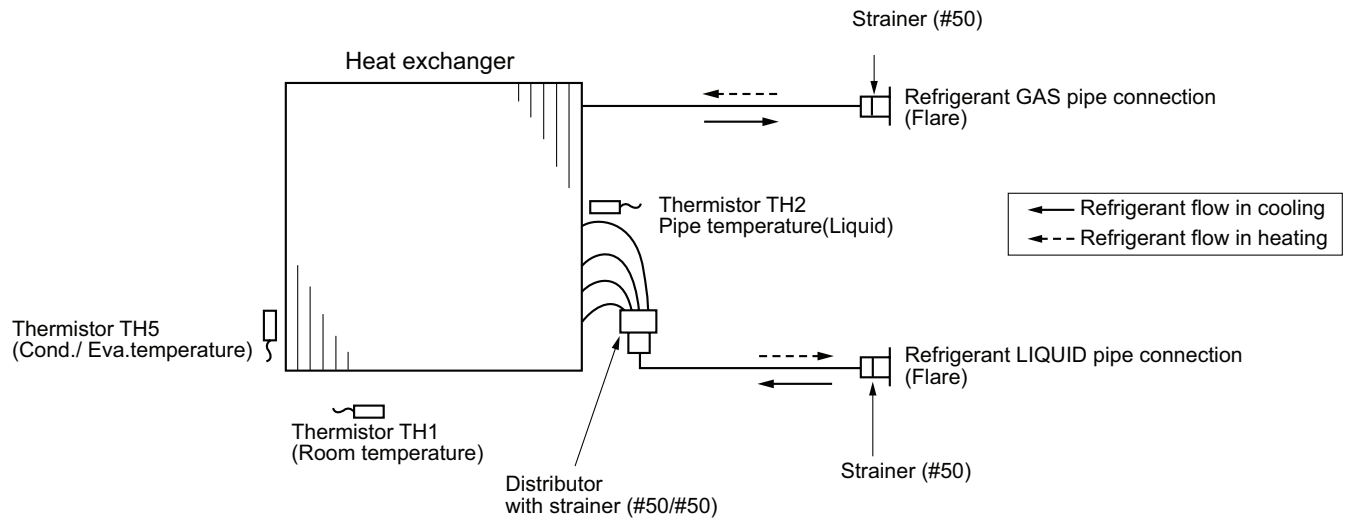 Strainer (#50)
Heat exchanger
Refrigerant GAS pipe connection
(Flare)
Thermistor TH2
Pipe temperature(Liquid)
Refrigerant flow in cooling
Refrigerant flow in heating
Thermistor TH5
(Cond./ Eva.temperature)
Refrigerant LIQUID pipe connection
(Flare)
Thermistor TH1
(Room temperature)
Strainer (#50)
Distributor
with strainer (#50/#50)